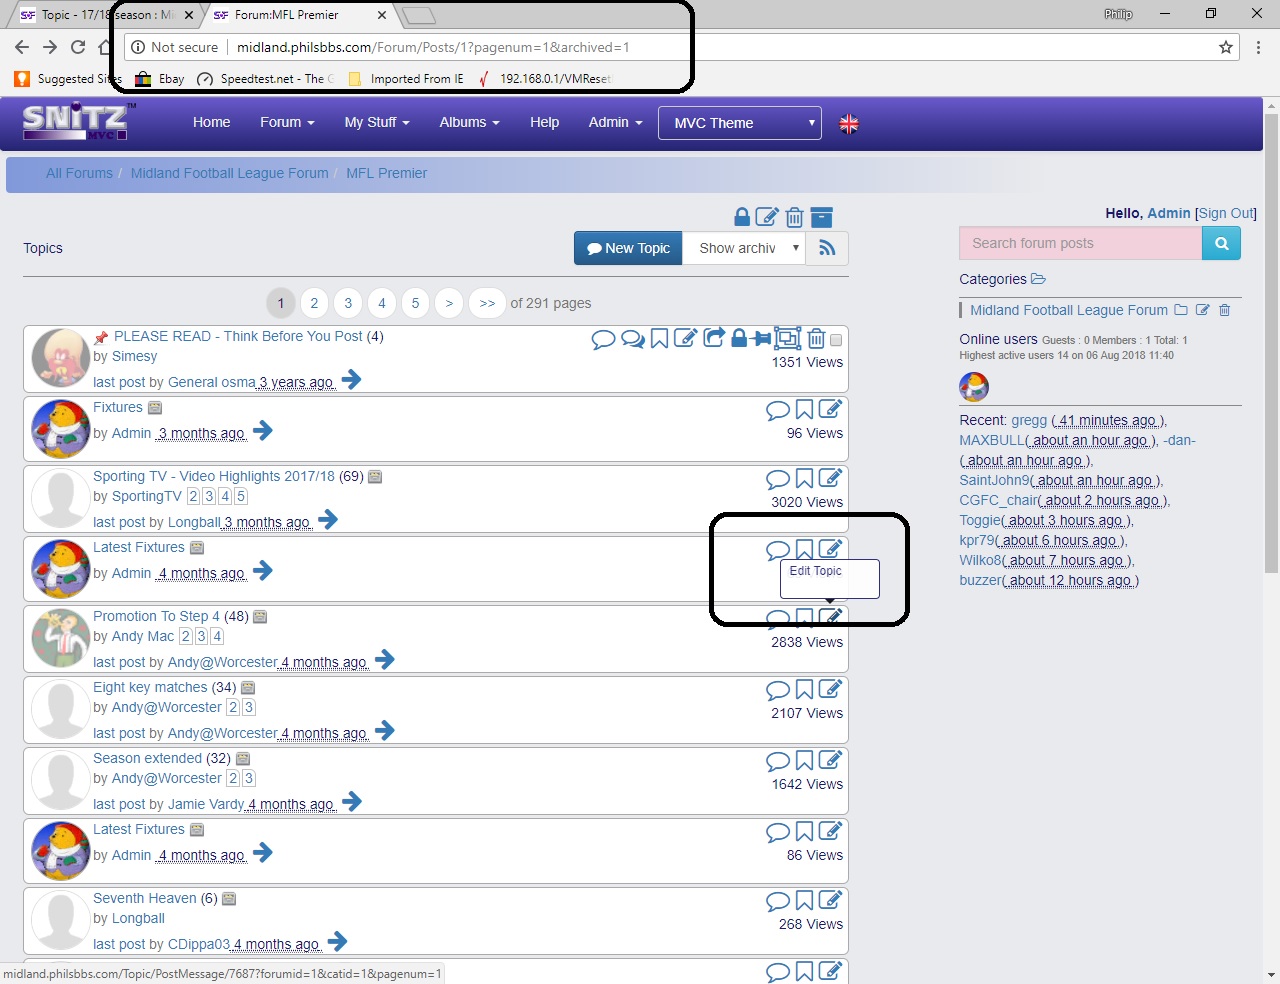 Topic - 17/18 season : Mi
Forum:MFL Premier
Philip
Not secure
midland.philsbbs.com/Forum/Posts/1?pagenum=1&archived=1
Suggested Sites
Ebay
Speedtest.net - The G
Imported From IE
192.168.0.1/VMReset
SNiTZ™
MVC
Home
Forum
My Stuff
Albums
Help
Admin
MVC Theme
All Forums / Midland Football League Forum / MFL Premier
Hello, Admin [Sign Out]
Topics
New Topic
Show archiv
Search forum posts
Categories
Midland Football League Forum
Online users Guests : 0 Members : 1 Total: 1
Highest active users 14 on 06 Aug 2018 11:40
Recent: gregg ( 41 minutes ago ),
MAXBULL( about an hour ago ), -dan-
( about an hour ago ),
SaintJohn9( about an hour ago ),
CGFC_chair( about 2 hours ago ),
Toggie( about 3 hours ago ),
kpr79( about 6 hours ago ),
Wilko8( about 7 hours ago ),
buzzer( about 12 hours ago )
1 2 3 4 5 > >> of 291 pages
PLEASE READ - Think Before You Post (4)
by Simesy
1351 Views
last post by General osma 3 years ago
Fixtures
by Admin 3 months ago
96 Views
Sporting TV - Video Highlights 2017/18 (69)
by SportingTV 2 3 4 5
3020 Views
last post by Longball 3 months ago
Latest Fixtures
by Admin 4 months ago
Edit Topic
Promotion To Step 4 (48)
by Andy Mac 2 3 4
2838 Views
last post by Andy@Worcester 4 months ago
Eight key matches (34)
by Andy@Worcester 2 3
2107 Views
last post by Andy@Worcester 4 months ago
Season extended (32)
by Andy@Worcester 2 3
1642 Views
last post by Jamie Vardy 4 months ago
Latest Fixtures
by Admin 4 months ago
86 Views
Seventh Heaven (6)
by Longball
268 Views
last post by CDippa03 4 months ago
midland.philsbbs.com/Topic/PostMessage/7687?forumid=1&catid=1&pagenum=1